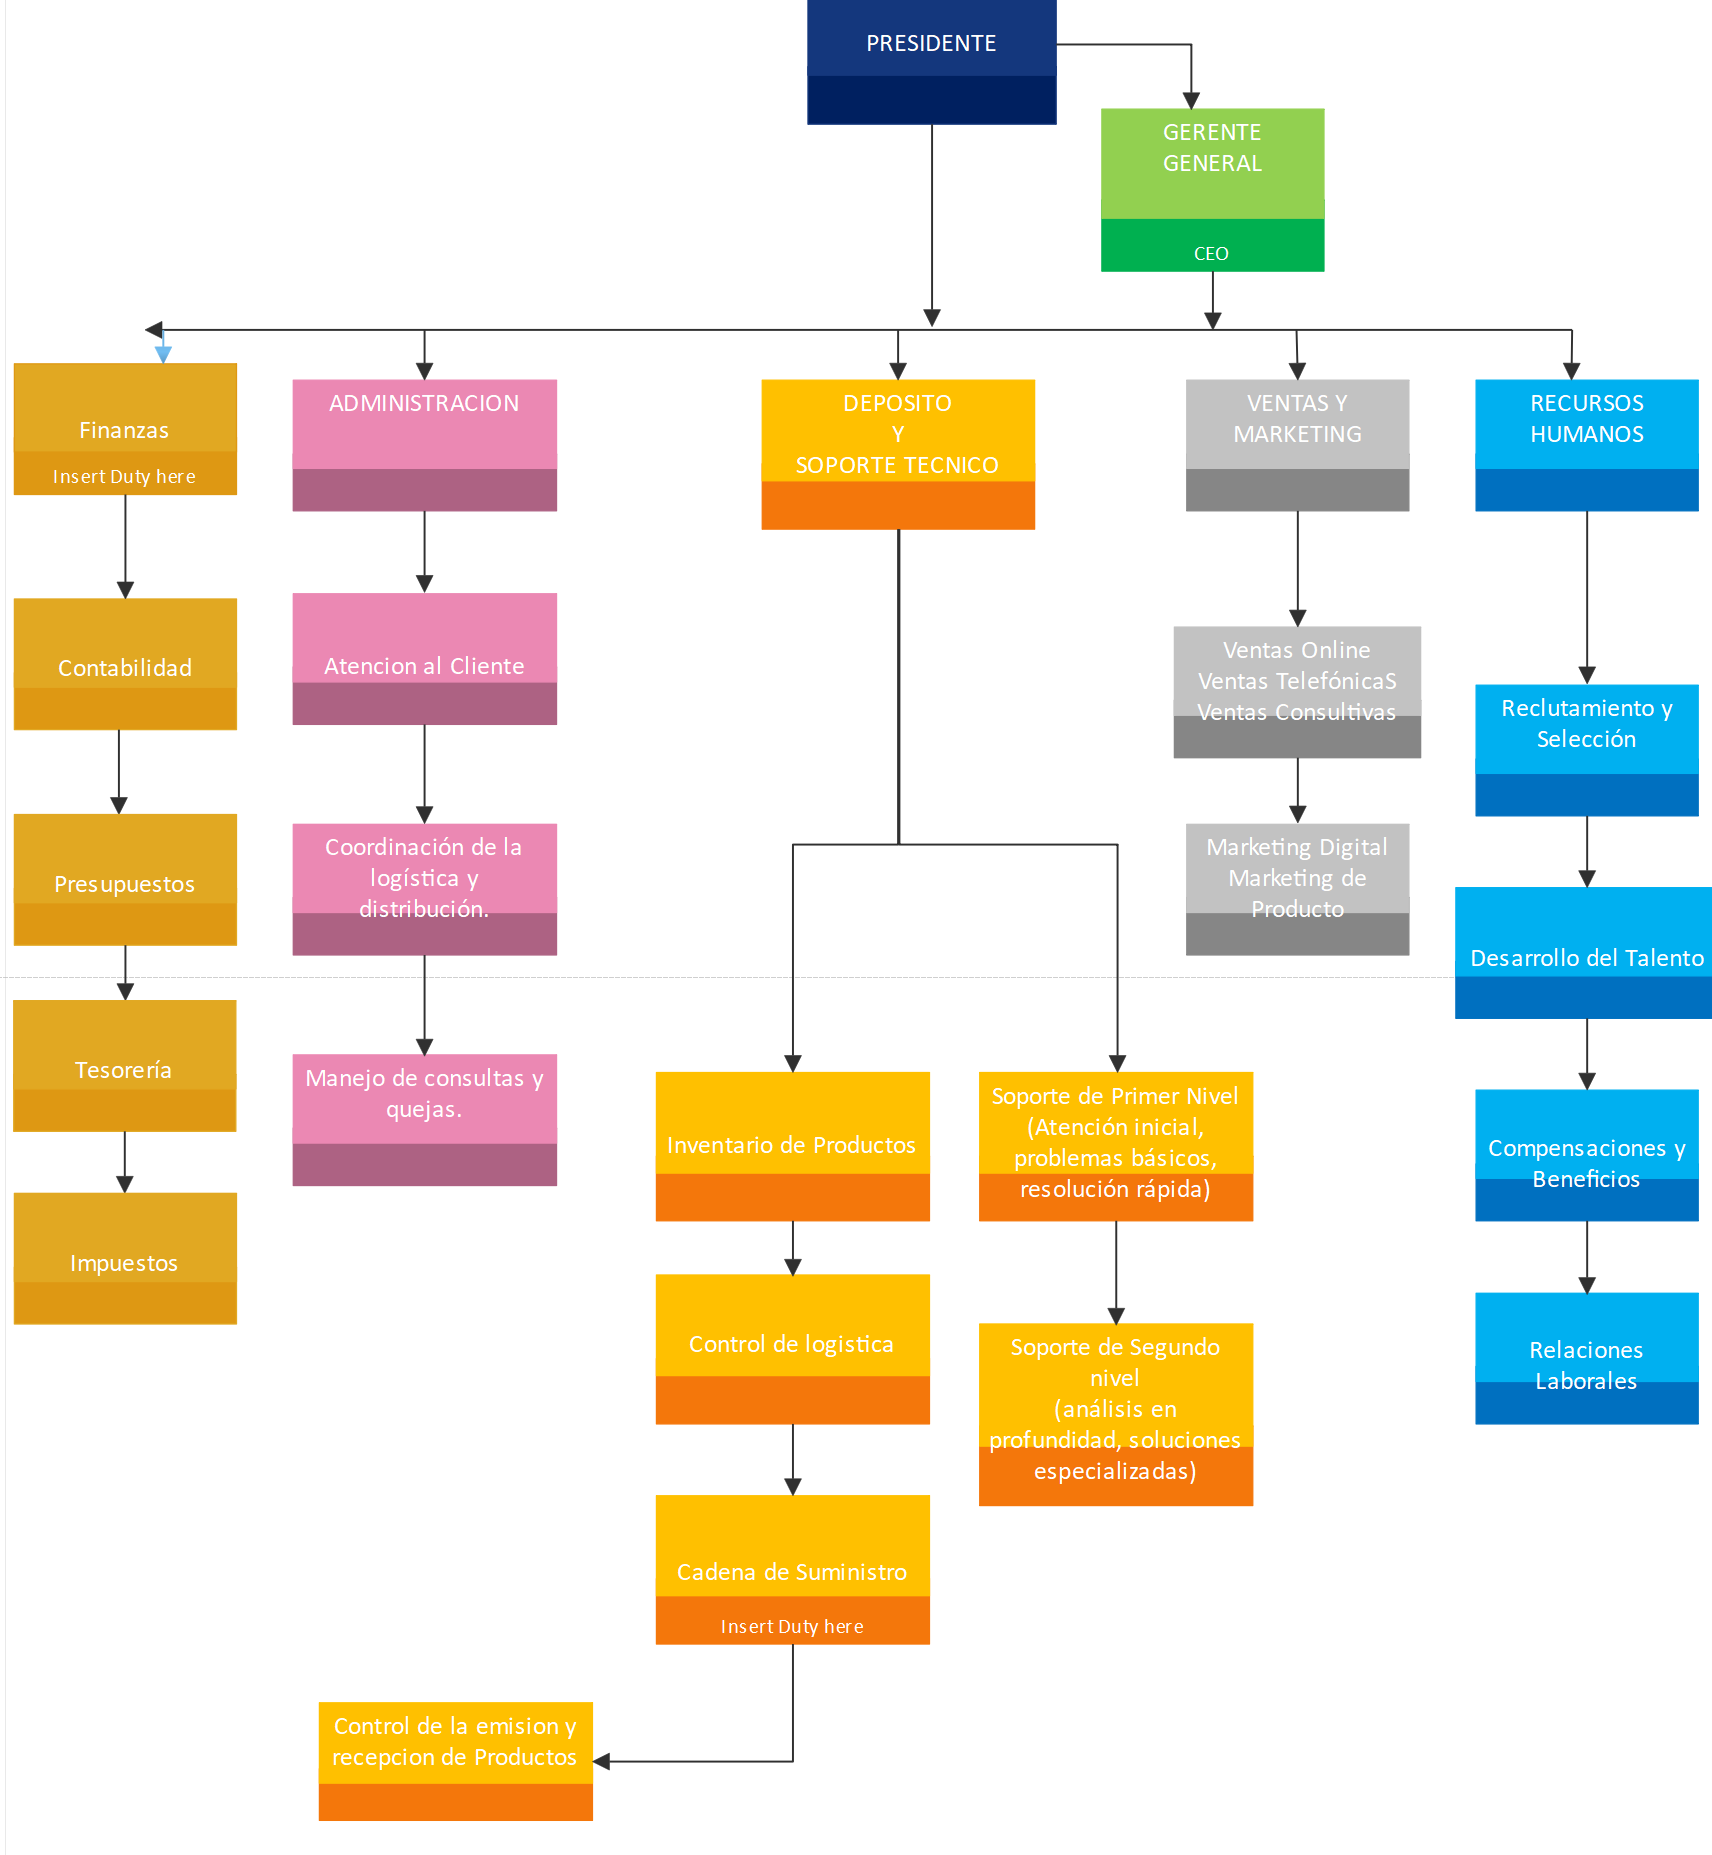 PRESIDENTE
GERENTE
GENERAL
CEO
Finanzas
Insert Duty here
ADMINISTRACION
DEPOSITO
Y
SOPORTE TECNICO
VENTAS Y
MARKETING
RECURSOS
HUMANOS
Contabilidad
Atencion al Cliente
Ventas Online
Ventas TelefónicaS
Ventas Consultivas
Reclutamiento y
Selección
Presupuestos
Coordinación de la
logística y
distribución.
Marketing Digital
Marketing de
Producto
Desarrollo del Talento
Tesorería
Manejo de consultas y
quejas.
Inventario de Productos
Soporte de Primer Nivel
(Atención inicial,
problemas básicos,
resolución rápida)
Compensaciones y
Beneficios
Impuestos
Control de logistica
Soporte de Segundo
nivel
(análisis en
profundidad, soluciones
especializadas)
Relaciones
Laborales
Cadena de Suministro
Insert Duty here
Control de la emision y
recepcion de Productos